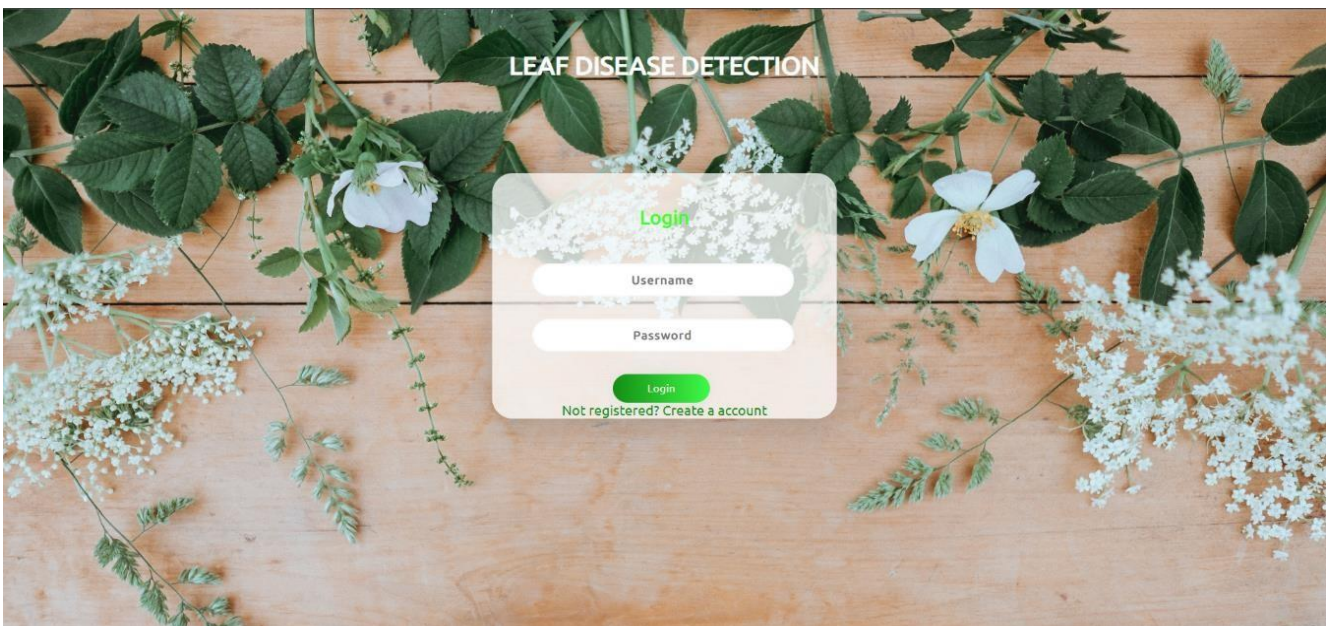 LEAF DISEASE DETECTION
Login
Username
Password
Login
Not registered? Create a account